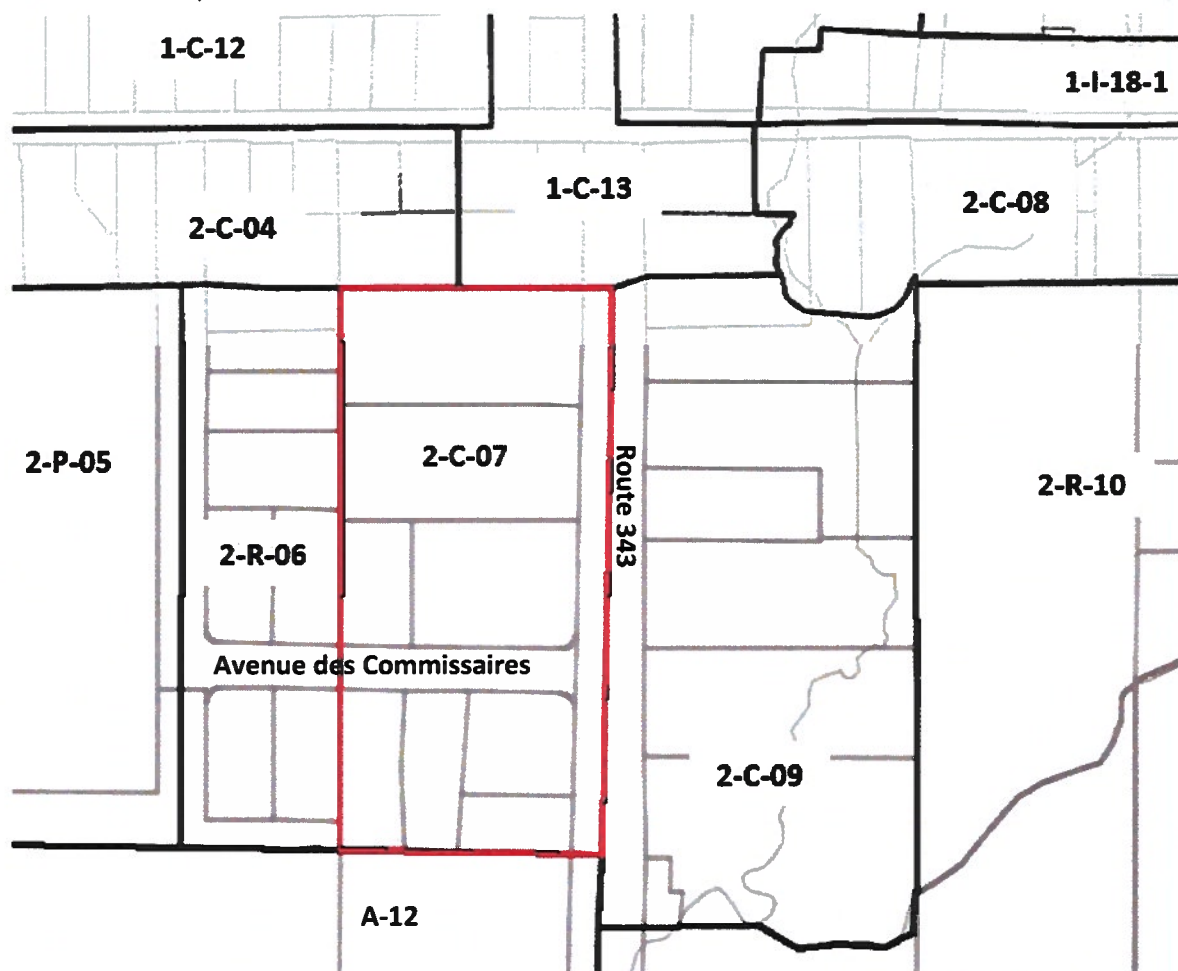 1-C-12
1-I-18-1
1-C-13
2-C-08
2-C-04
2-P-05
2-C-07
Route 343
2-R-10
2-R-06
Avenue des Commissaires
2-C-09
A-12